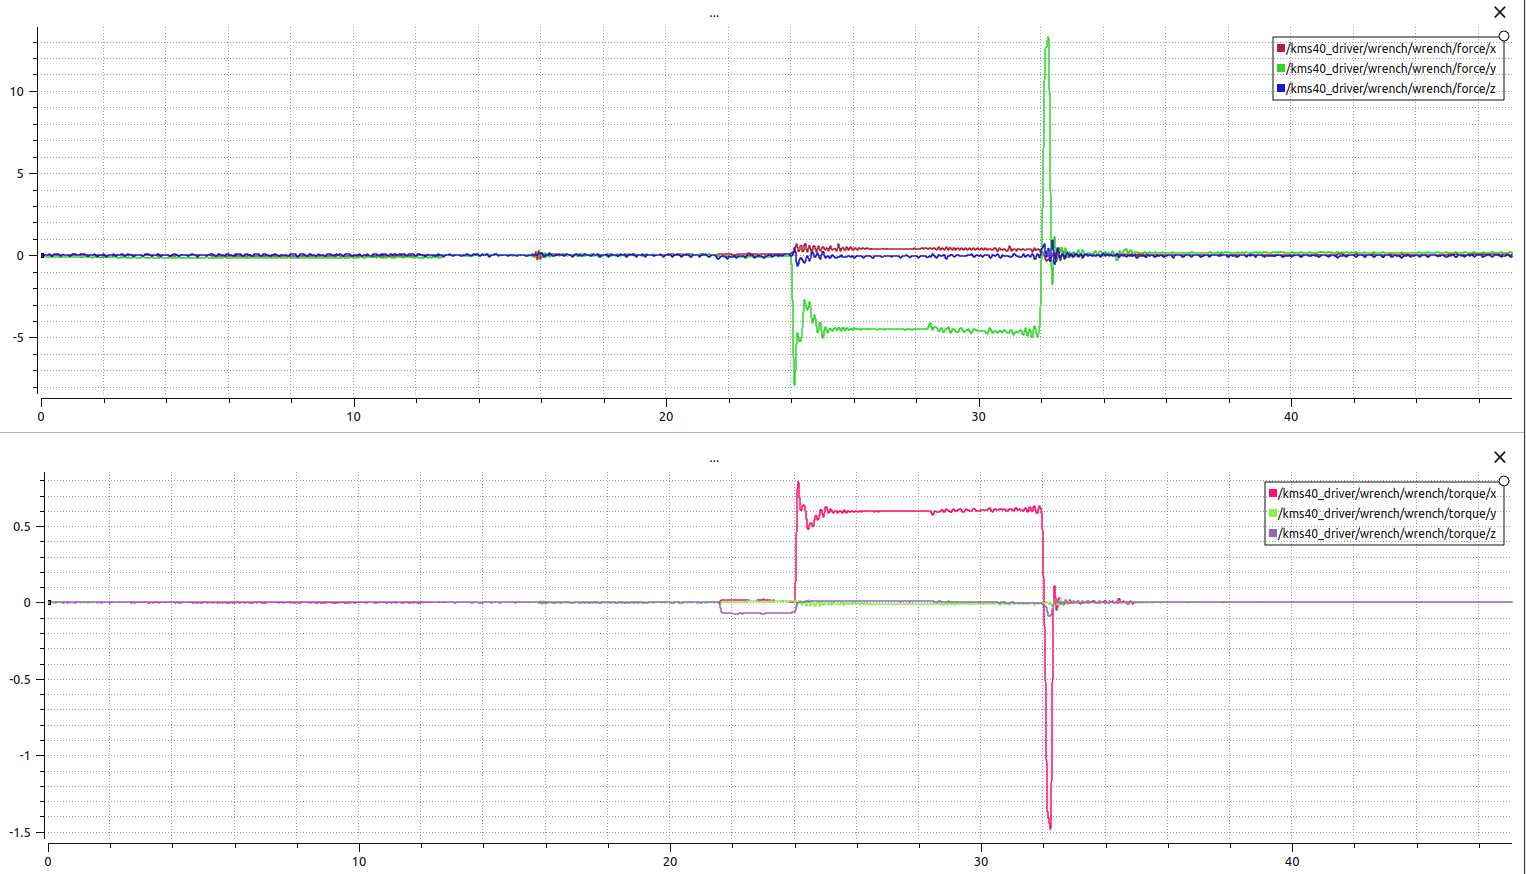 ...
/kms40_driver/wrench/wrench/force/x
/kms40_driver/wrench/wrench/force/y
/kms40_driver/wrench/wrench/force/z
10
5
0
-5
0 10 20 30 40
...
/kms40_driver/wrench/wrench/torque/x
/kms40_driver/wrench/wrench/torque/y
/kms40_driver/wrench/wrench/torque/z
0.5
0
-0.5
-1
-1.5
0 10 20 30 40